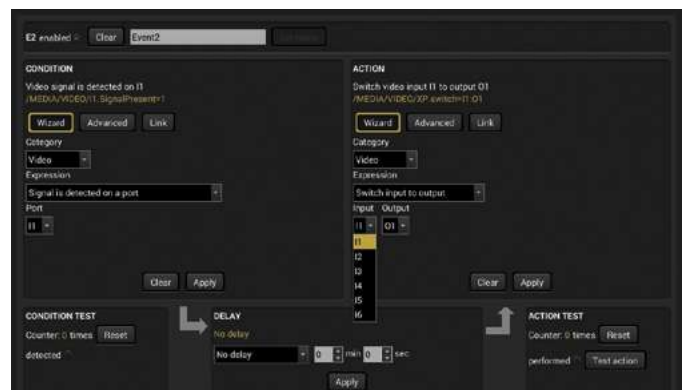 E2 enabled Clear Event2
CONDITION
Video signal is detected on I1
/MEDIA/VIDEO/I1.SignalPresent=1
Wizard Advanced Link
Category
Video
Expression
Signal is detected on a port
Port
I1
Clear Apply
ACTION
Switch video input I1 to output O1
/MEDIA/VIDEO/XP.switch=I1:O1
Wizard Advanced Link
Category
Video
Expression
Switch input to output
Input Output
I1 O1
I1
I2
I3
I4
I5
I6
Clear Apply
CONDITION TEST
Counter: 0 times Reset
detected
DELAY
No delay
No delay 0 min 0 sec
Apply
ACTION TEST
Counter: 0 times Reset
performed Test action